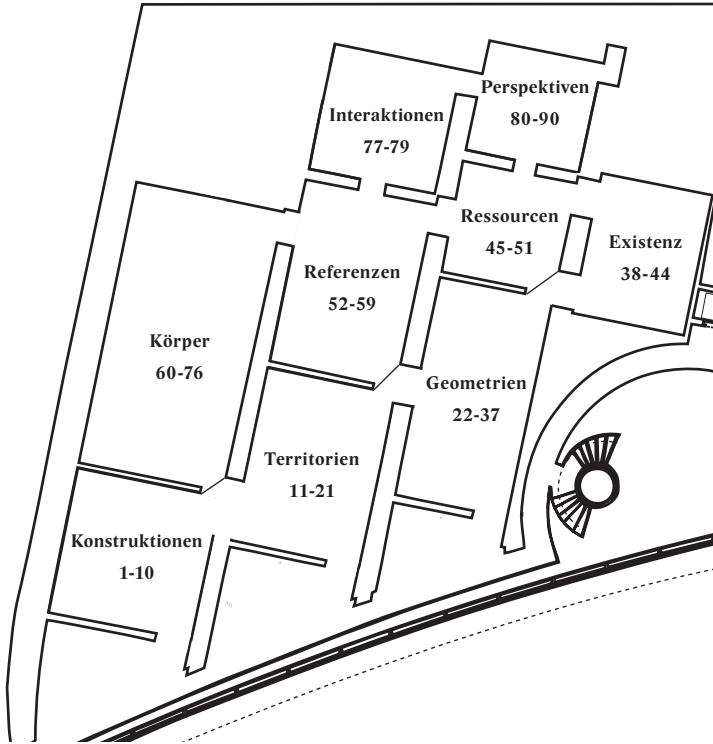 Perspektiven
80-90
Interaktionen
77-79
Ressourcen
45-51
Existenz
38-44
Referenzen
52-59
Körper
60-76
Geometrien
22-37
Territorien
11-21
Konstruktionen
1-10